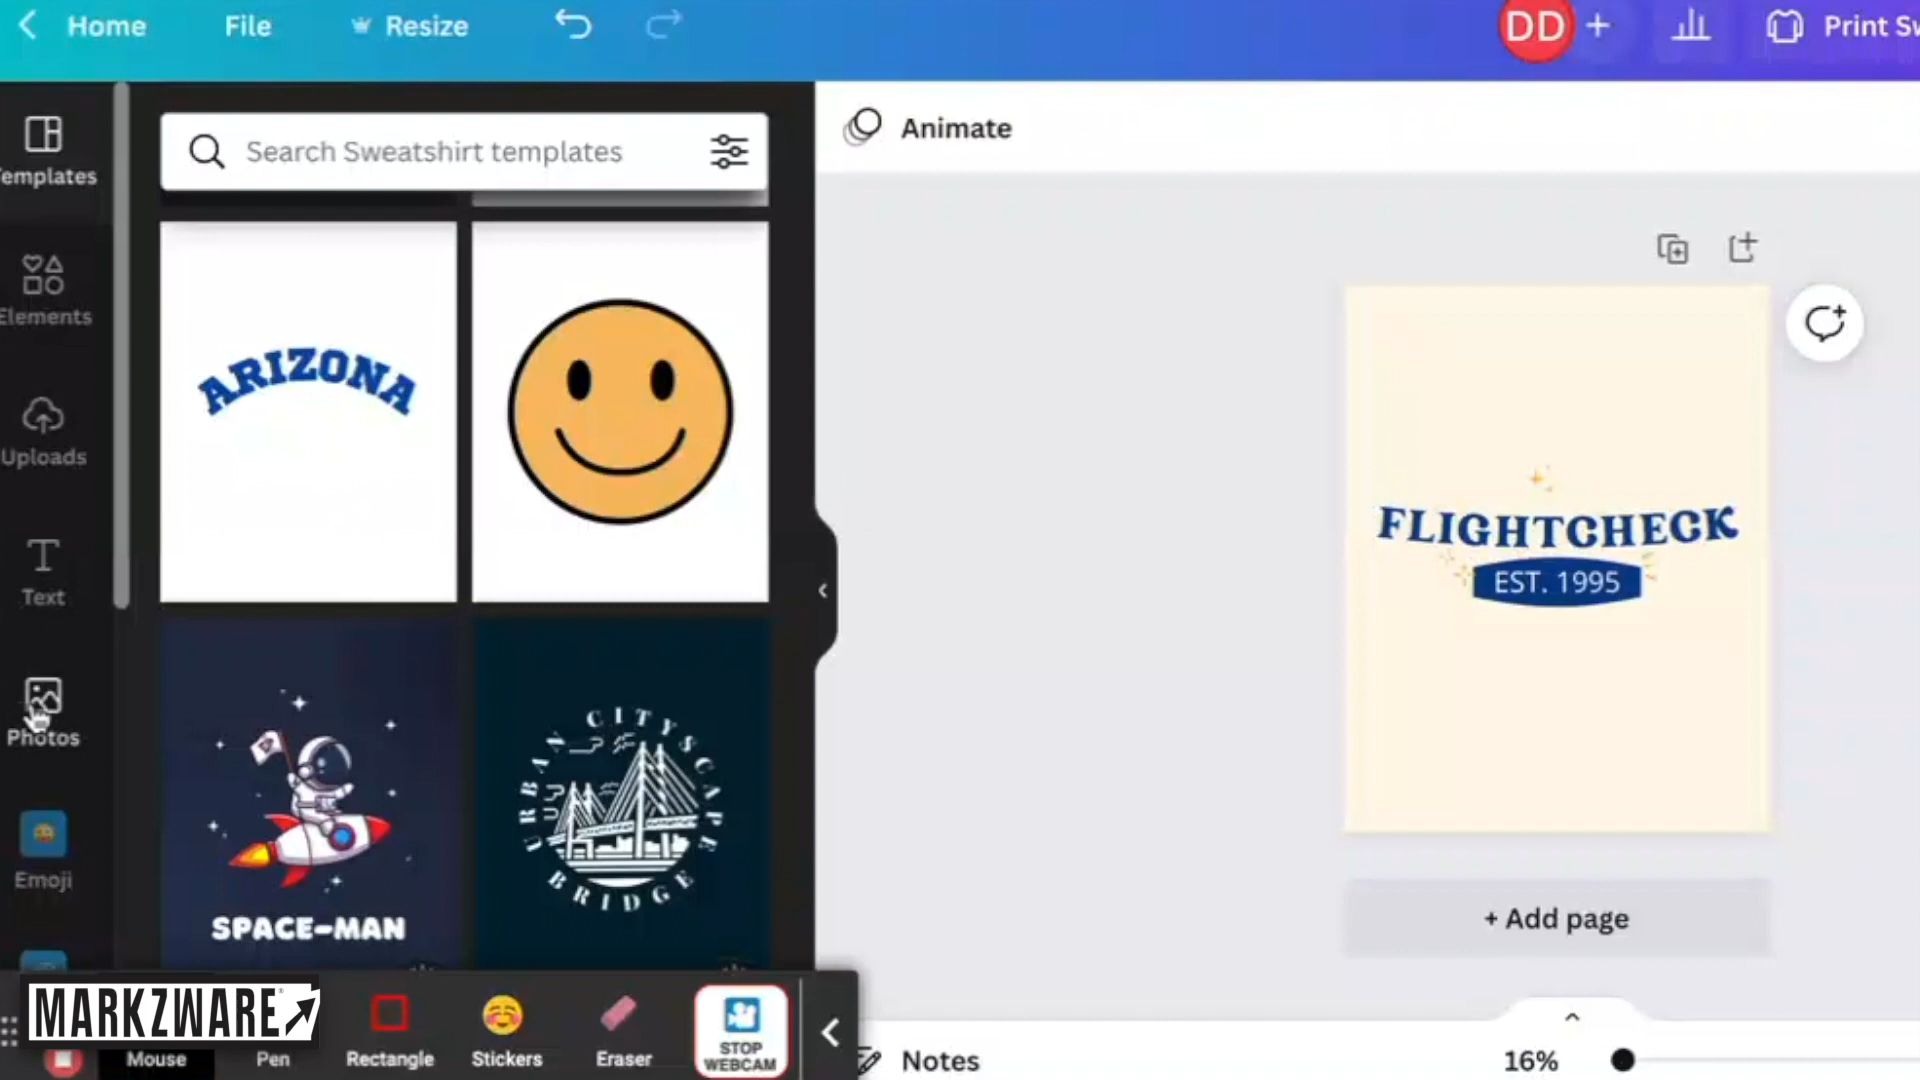 Home
File
Resize
DD
+
Print Sw
Templates
Elements
Uploads
Text
Photos
Emoji
Search Sweatshirt templates
ARIZONA
SPACE-MAN
URBAN CITYSCAPE
BRIDGE
Animate
FLIGHTCHECK
EST. 1995
+ Add page
MARKZWARE
Mouse
Pen
Rectangle
Stickers
Eraser
STOP
WEBCAM
Notes
16%